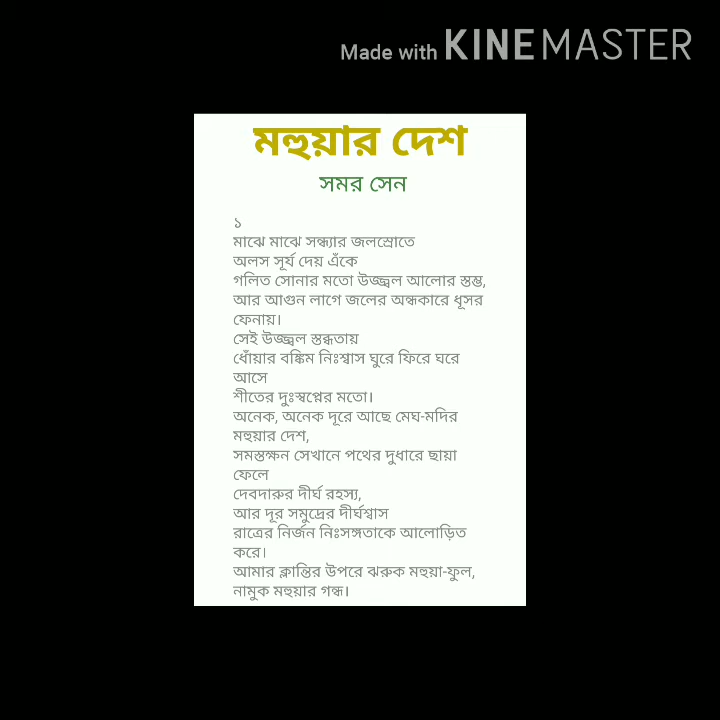 Made with KINEMASTER
মহুয়ার দেশ
সমর সেন
১
মাঝে মাঝে সন্ধ্যার জলস্রোতে
অলস সূর্য দেয় এঁকে
গলিত সোনার মতো উজ্জ্বল আলোর স্তম্ভ,
আর আগুন লাগে জলের অন্ধকারে ধূসর
ফেনায়।
সেই উজ্জ্বল স্তব্ধতায়
ধোঁয়ার বঙ্কিম নিঃশ্বাস ঘুরে ফিরে ঘরে
আসে
শীতের দুঃস্বপ্নের মতো।
অনেক, অনেক দূরে আছে মেঘ-মদির
মহুয়ার দেশ,
সমস্তক্ষন সেখানে পথের দুধারে ছায়া
ফেলে
দেবদারুর দীর্ঘ রহস্য,
আর দূর সমুদ্রের দীর্ঘশ্বাস
রাত্রের নির্জন নিঃসঙ্গতাকে আলোড়িত
করে।
আমার ক্লান্তির উপরে ঝরুক মহুয়া-ফুল,
নামুক মহুয়ার গন্ধ।